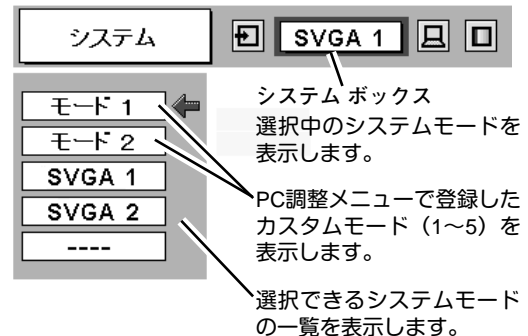 システム
SVGA 1
モード 1
モード 2
SVGA 1
SVGA 2
----
システム ボックス
選択中のシステムモードを
表示します。
PC調整メニューで登録した
カスタムモード（1～5）を
表示します。
選択できるシステムモード
の一覧を表示します。